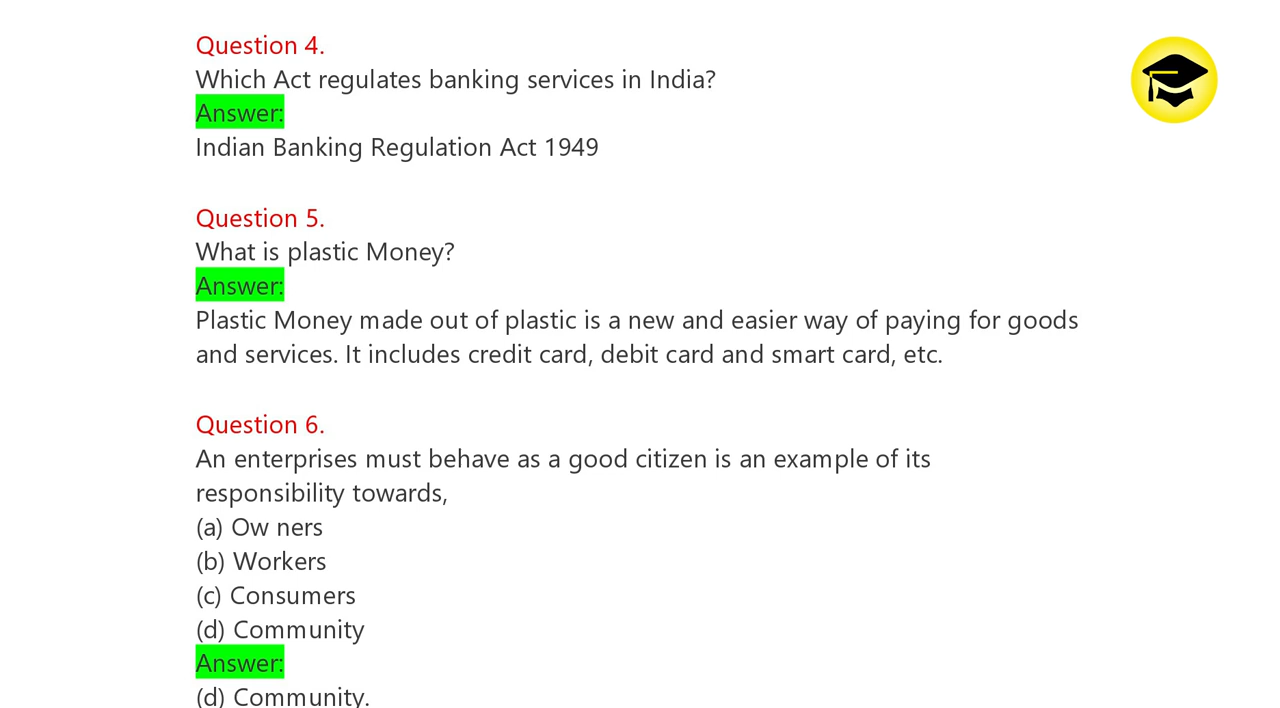 Question 4.
Which Act regulates banking services in India?
Answer:
Indian Banking Regulation Act 1949
Question 5.
What is plastic Money?
Answer:
Plastic Money made out of plastic is a new and easier way of paying for goods
and services. It includes credit card, debit card and smart card, etc.
Question 6.
An enterprises must behave as a good citizen is an example of its
responsibility towards,
(a) Ow ners
(b) Workers
(c) Consumers
(d) Community
Answer:
(d) Community.